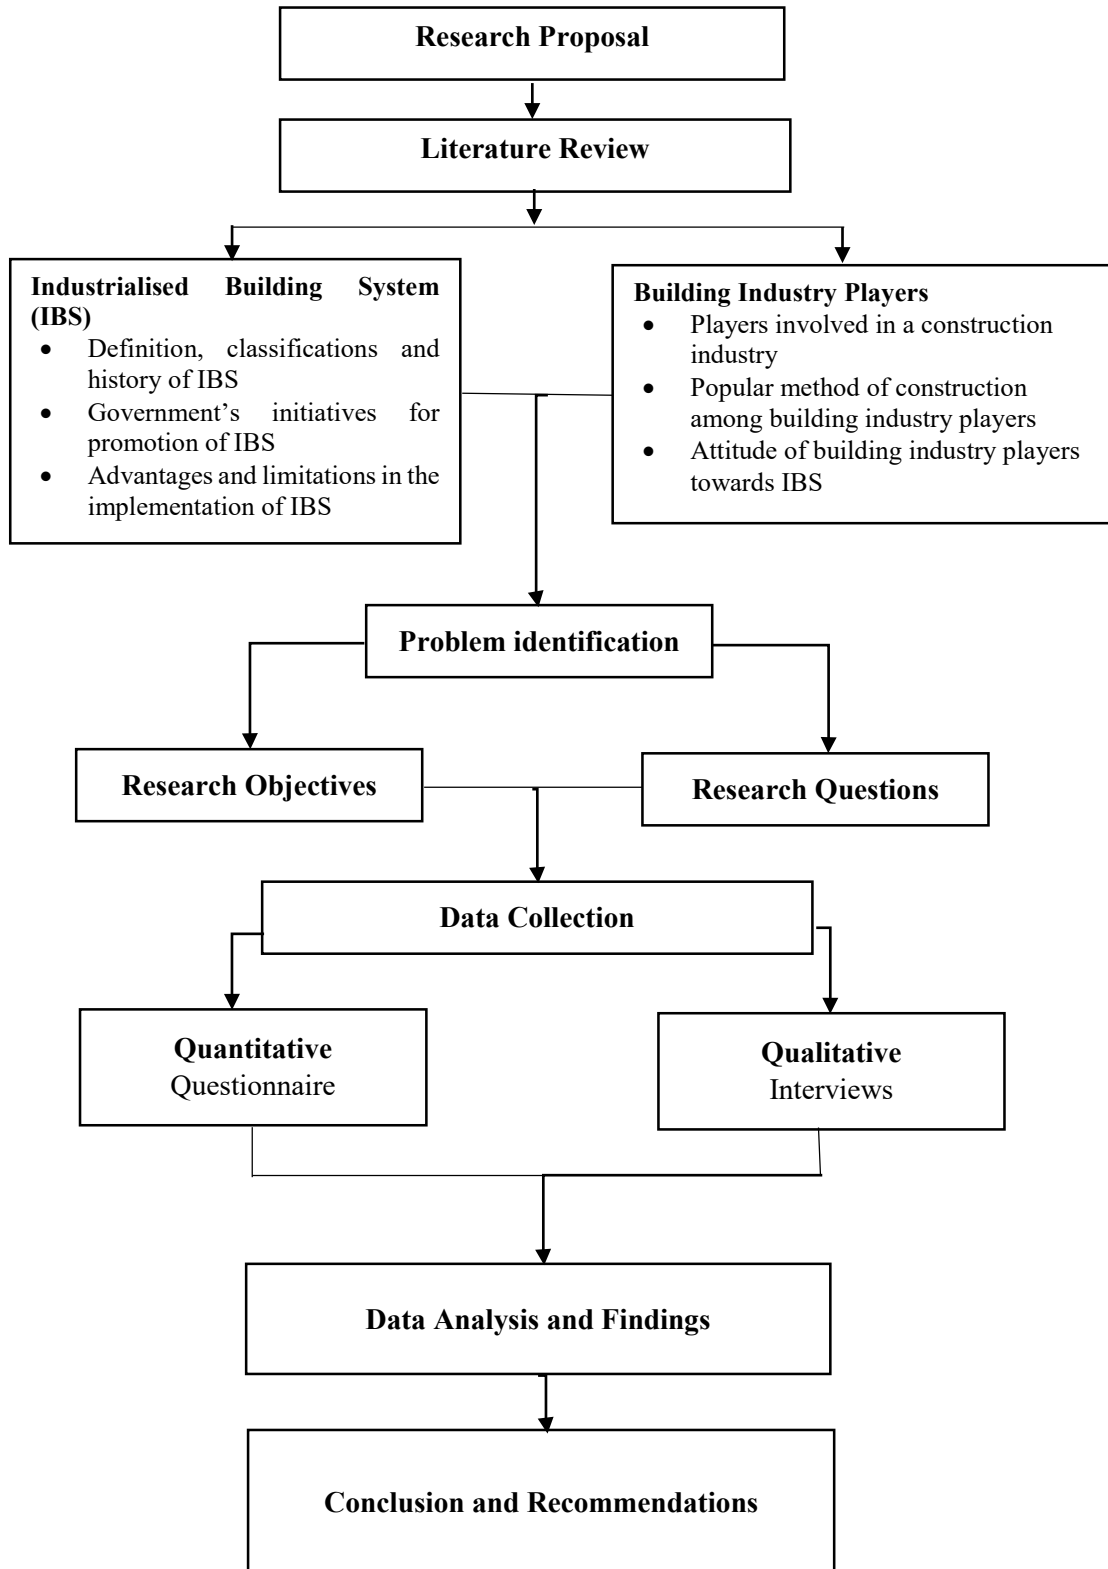 Research Proposal
Literature Review
Industrialised Building System
(IBS)
• Definition, classifications and
history of IBS
• Government’s initiatives for
promotion of IBS
• Advantages and limitations in the
implementation of IBS
Building Industry Players
• Players involved in a construction
industry
• Popular method of construction
among building industry players
• Attitude of building industry players
towards IBS
Problem identification
Research Objectives
Research Questions
Data Collection
Quantitative
Questionnaire
Qualitative
Interviews
Data Analysis and Findings
Conclusion and Recommendations